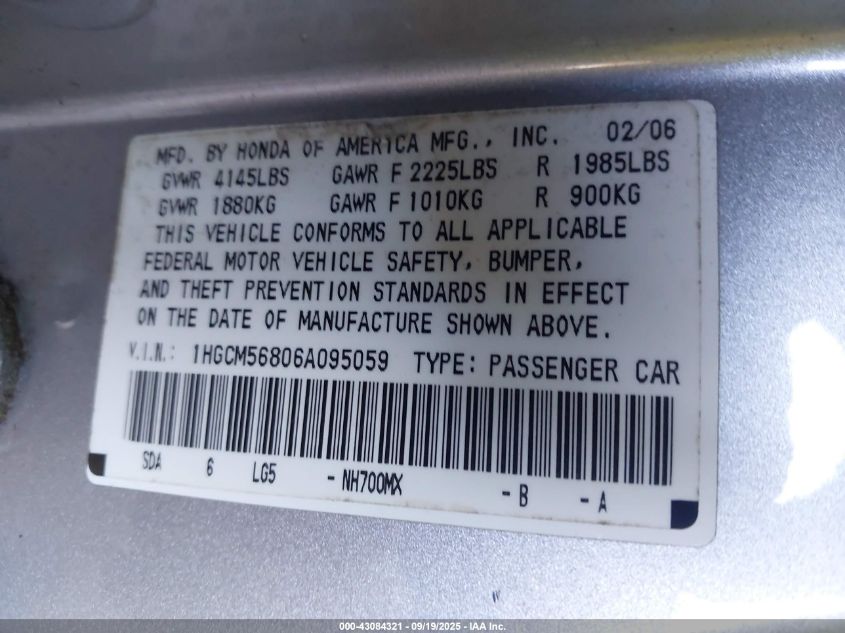 MFD. BY HONDA OF AMERICA MFG., INC. 02/06
GVWR 4145LBS GAWR F 2225LBS R 1985LBS
GVWR 1880KG GAWR F 1010KG R 900KG
THIS VEHICLE CONFORMS TO ALL APPLICABLE
FEDERAL MOTOR VEHICLE SAFETY, BUMPER,
AND THEFT PREVENTION STANDARDS IN EFFECT
ON THE DATE OF MANUFACTURE SHOWN ABOVE.
V.I.N.: 1HGCM56806A095059 TYPE: PASSENGER CAR
SDA 6 LG5 -NH700MX -B -A
000-43084321 - 09/19/2025 - IAA Inc.